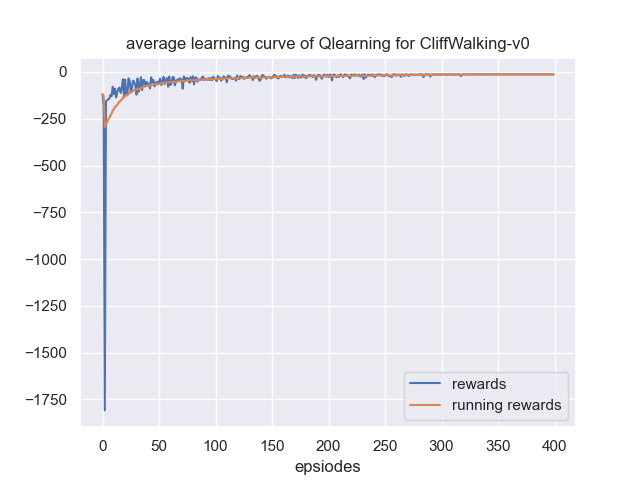 average learning curve of Qlearning for CliffWalking-v0
0
−250
−500
−750
−1000
−1250
−1500
−1750
0 50 100 150 200 250 300 350 400
epsiodes
rewards
running rewards